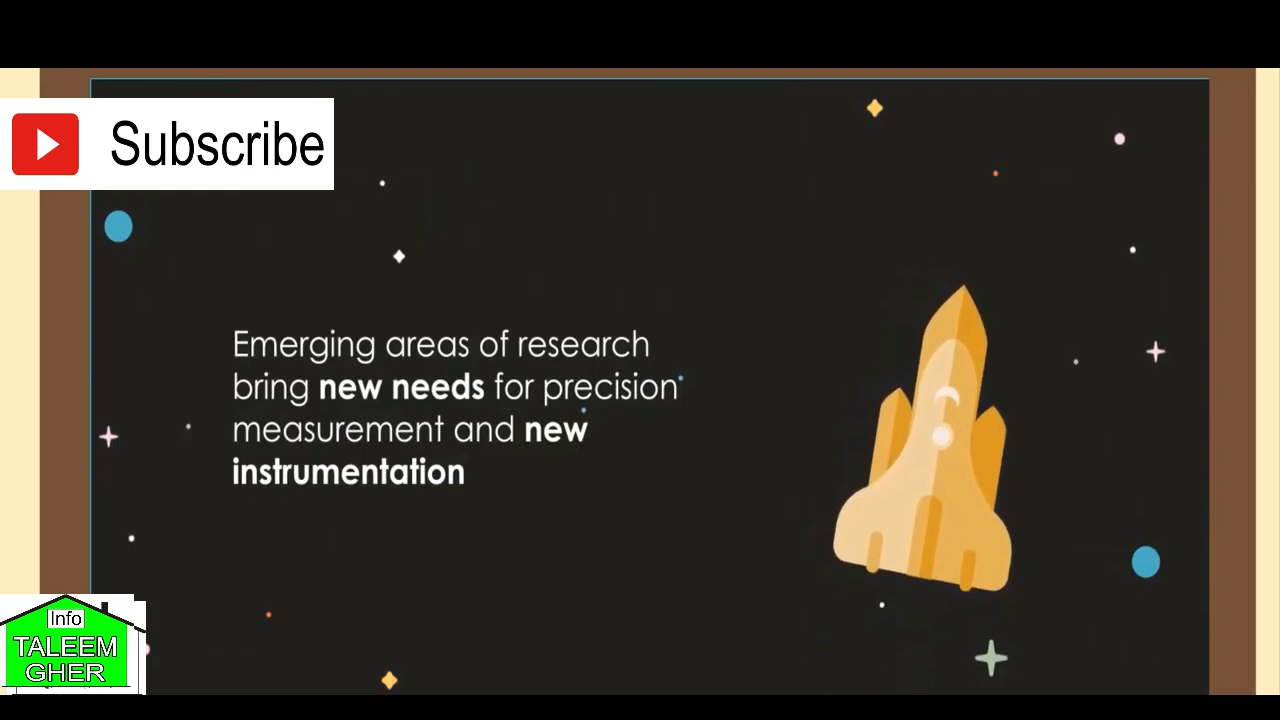 Subscribe
Emerging areas of research
bring new needs for precision
measurement and new
instrumentation
Info
TALEEM
GHER